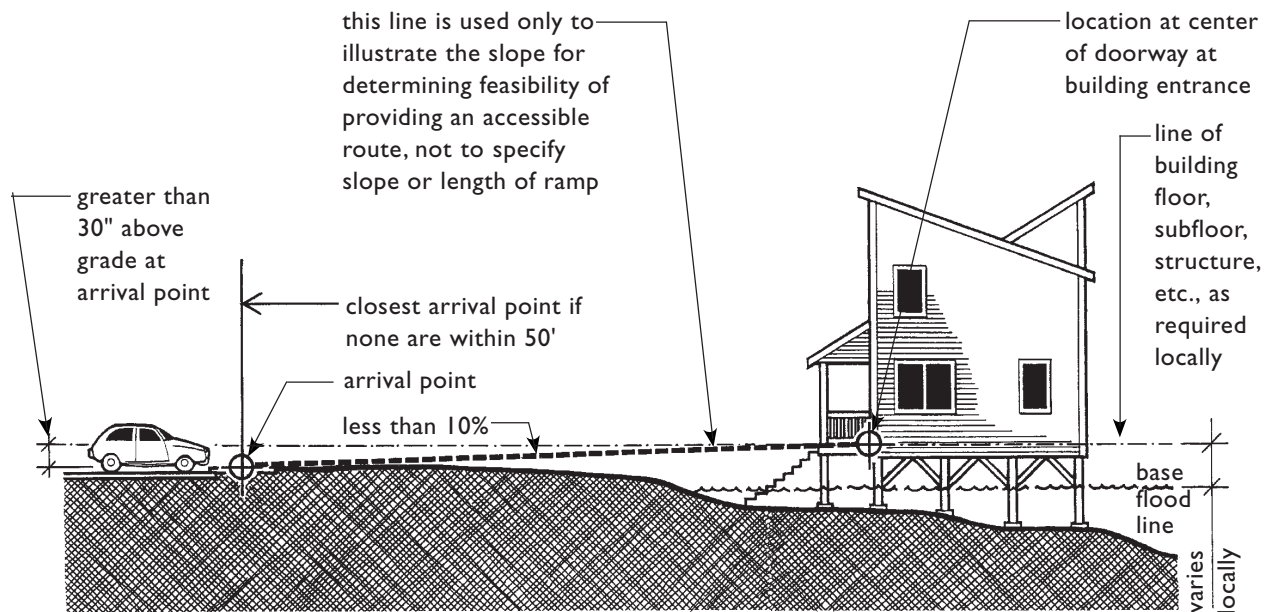 this line is used only to
illustrate the slope for
determining feasibility of
providing an accessible
route, not to specify
slope or length of ramp
location at center
of doorway at
building entrance
line of
building
floor,
subfloor,
structure,
etc., as
required
locally
greater than
30" above
grade at
arrival point
closest arrival point if
none are within 50'
arrival point
less than 10%
base
flood
line
varies
locally